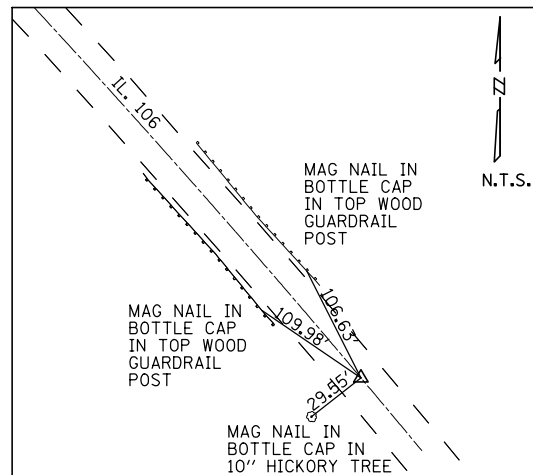 IL. 106
N
N.T.S.
MAG NAIL IN
BOTTLE CAP
IN TOP WOOD
GUARDRAIL
POST
106.63'
109.98'
MAG NAIL IN
BOTTLE CAP
IN TOP WOOD
GUARDRAIL
POST
29.55'
MAG NAIL IN
BOTTLE CAP IN
10" HICKORY TREE